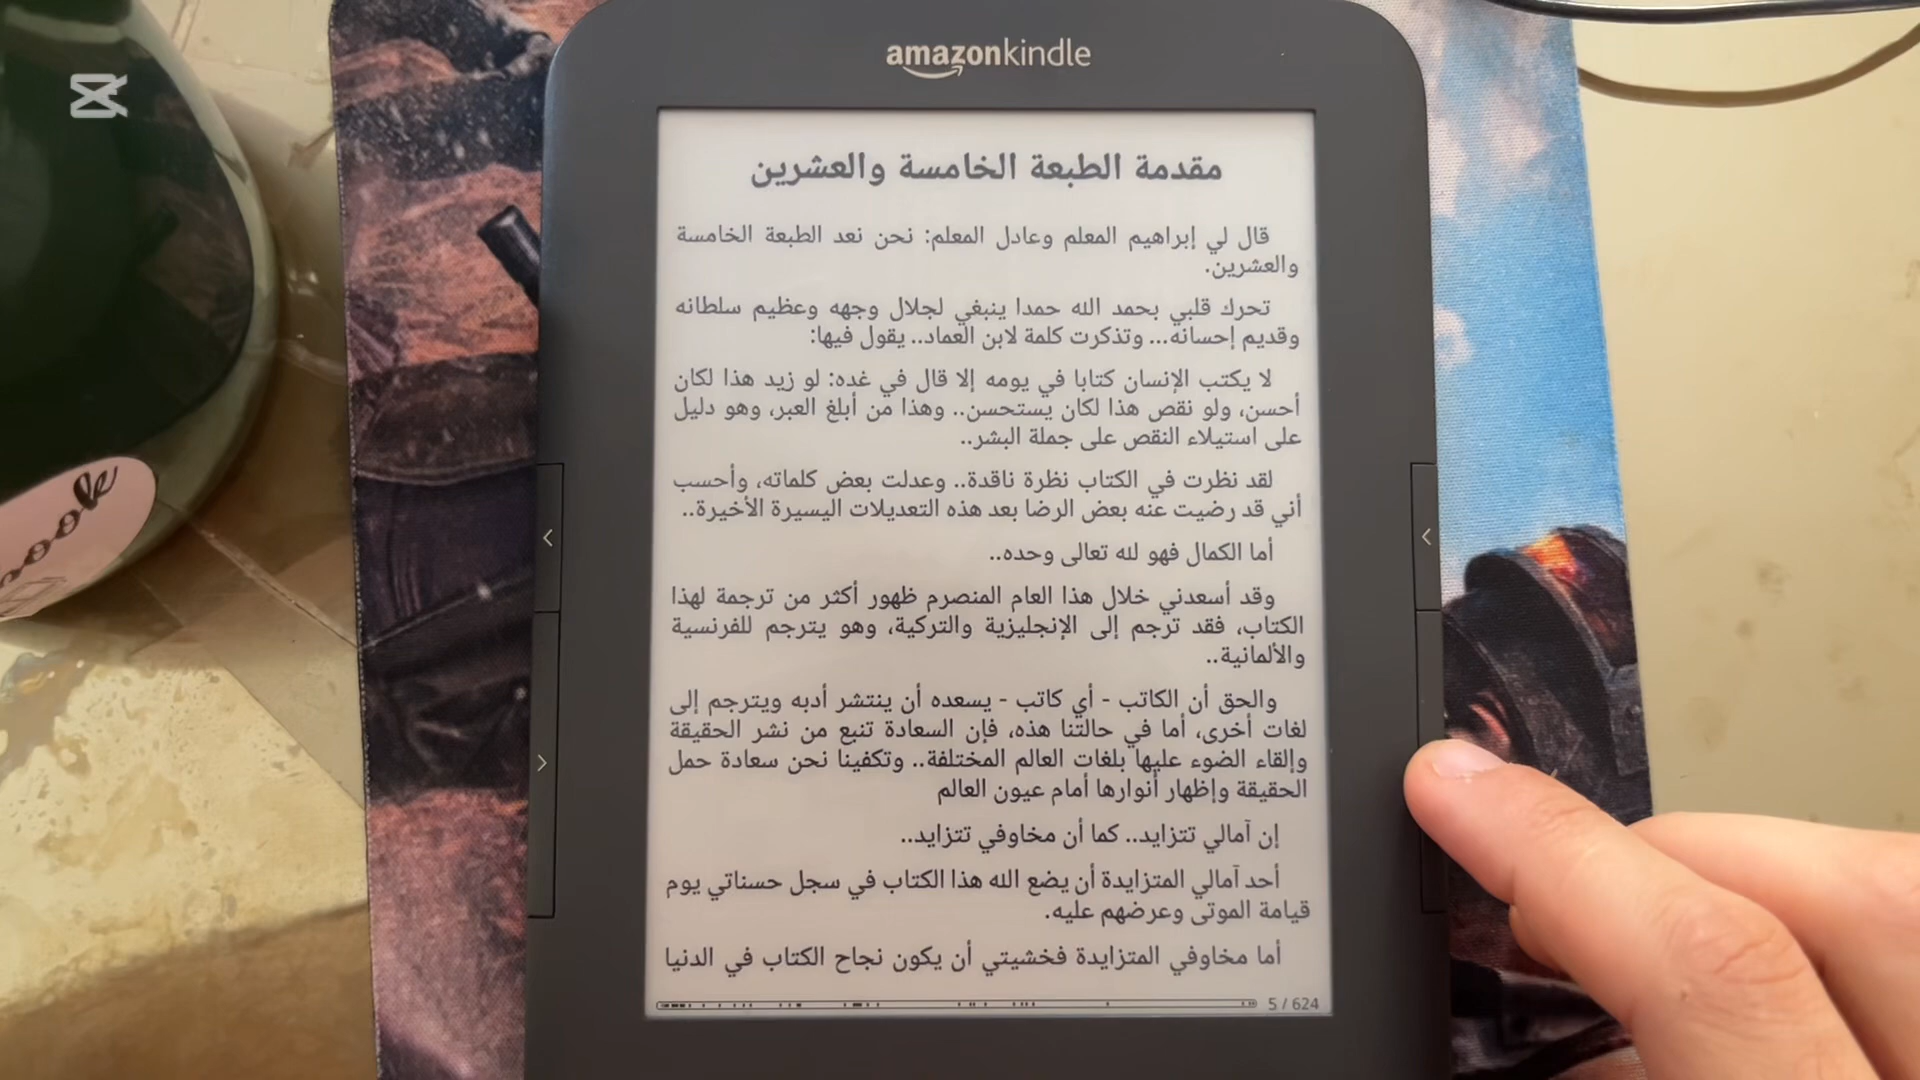 amazonkindle
مقدمة الطبعة الخامسة والعشرين
قال لي إبراهيم المعلم وعادل المعلم: نحن نعد الطبعة الخامسة
والعشرين.
تحرك قلبي بحمد الله حمدا ينبغي لجلال وجهه وعظيم سلطانه
وقديم إحسانه... وتذكرت كلمة لابن العماد.. يقول فيها:
لا يكتب الإنسان كتابا في يومه إلا قال في غده: لو زيد هذا لكان
أحسن، ولو نقص هذا لكان يستحسن.. وهذا من أبلغ العبر، وهو دليل
على استيلاء النقص على جملة البشر..
لقد نظرت في الكتاب نظرة ناقدة.. وعدلت بعض كلماته، وأحسب
أني قد رضيت عنه بعض الرضا بعد هذه التعديلات اليسيرة الأخيرة..
أما الكمال فهو لله تعالى وحده..
وقد أسعدني خلال هذا العام المنصرم ظهور أكثر من ترجمة لهذا
الكتاب، فقد ترجم إلى الإنجليزية والتركية، وهو يترجم للفرنسية
والألمانية..
والحق أن الكاتب - أي كاتب - يسعده أن ينتشر أدبه ويترجم إلى
لغات أخرى، أما في حالتنا هذه، فإن السعادة تنبع من نشر الحقيقة
وإلقاء الضوء عليها بلغات العالم المختلفة.. وتكفينا نحن سعادة حمل
الحقيقة وإظهار أنوارها أمام عيون العالم
إن آمالي تتزايد.. كما أن مخاوفي تتزايد..
أحد آمالي المتزايدة أن يضع الله هذا الكتاب في سجل حسناتي يوم
قيامة الموتى وعرضهم عليه.
أما مخاوفي المتزايدة فخشيتي أن يكون نجاح الكتاب في الدنيا
5 / 624